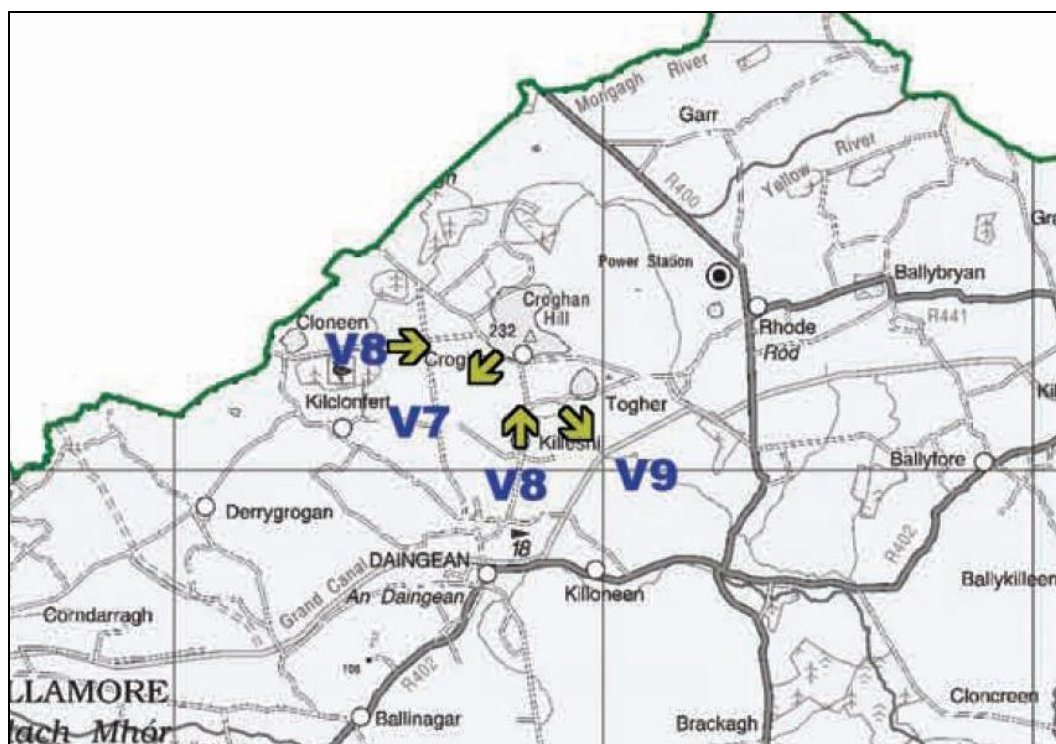 Mongagh River
Garr
R400
Yellow River
Power Station
Ballybryan
Croghan
Hill
232
Cloneen
Rhode
Ród
R441
V8
Kilclonfert
V7
Togher
V8
V9
Ballyfore
Derrygrogan
18
DAINGEAN
An Daingean
Grand Canal
Killoneen
R402
Ballykilleen
Corndarragh
108
R402
LLAMORE
lach Mhór
Ballinagar
Brackagh
Cloncreen